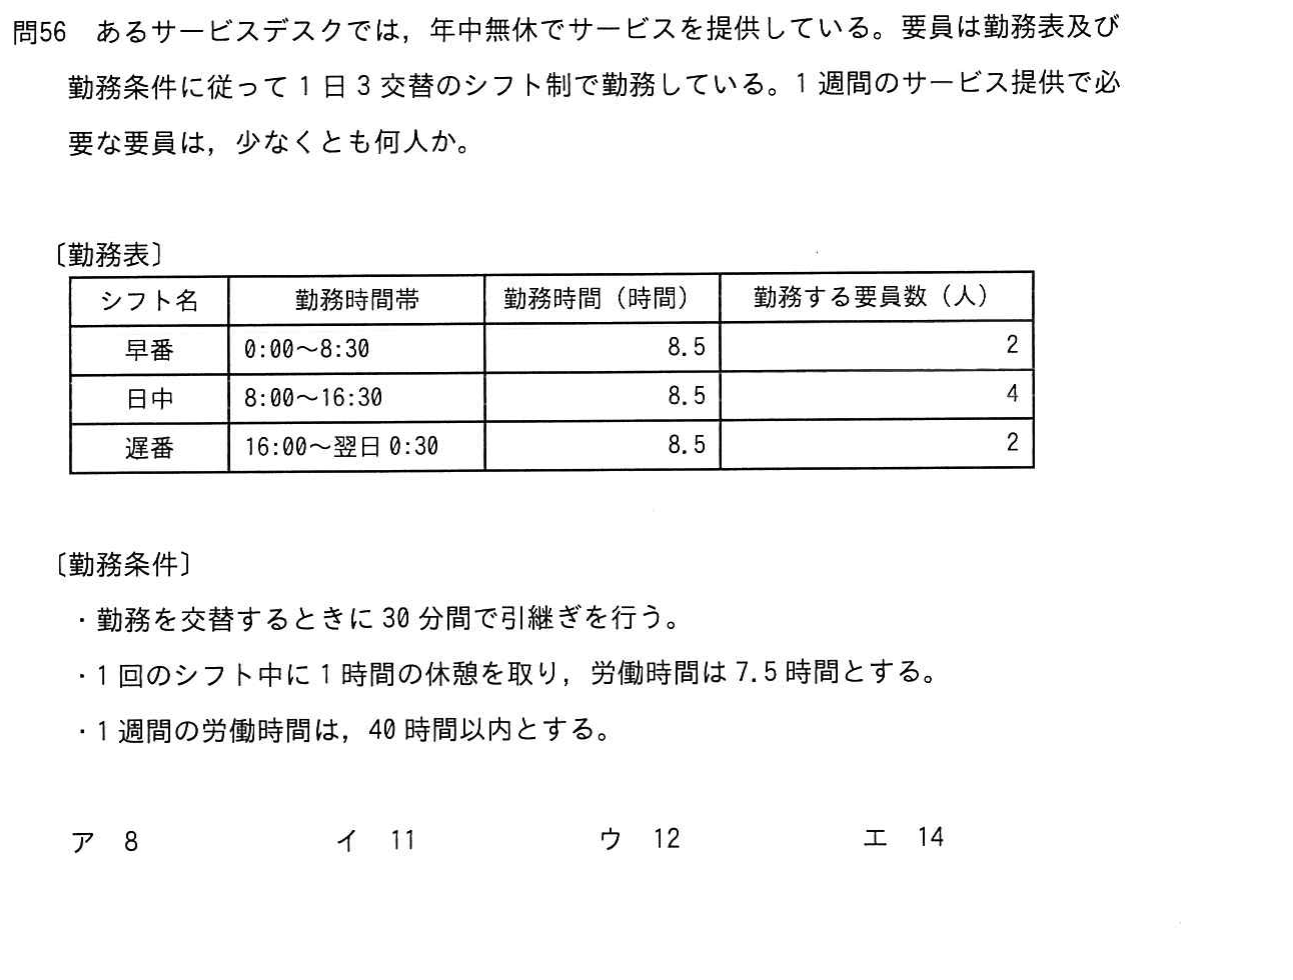 問56 あるサービスデスクでは，年中無休でサービスを提供している。要員は勤務表及び
勤務条件に従って1日3交替のシフト制で勤務している。1週間のサービス提供で必
要な要員は，少なくとも何人か。
〔勤務表〕
シフト名 勤務時間帯 勤務時間（時間） 勤務する要員数（人）
早番 0:00～8:30 8.5 2
日中 8:00～16:30 8.5 4
遅番 16:00～翌日0:30 8.5 2
〔勤務条件〕
・勤務を交替するときに30分間で引継ぎを行う。
・1回のシフト中に1時間の休憩を取り，労働時間は7.5時間とする。
・1週間の労働時間は，40時間以内とする。
ア 8 イ 11 ウ 12 エ 14